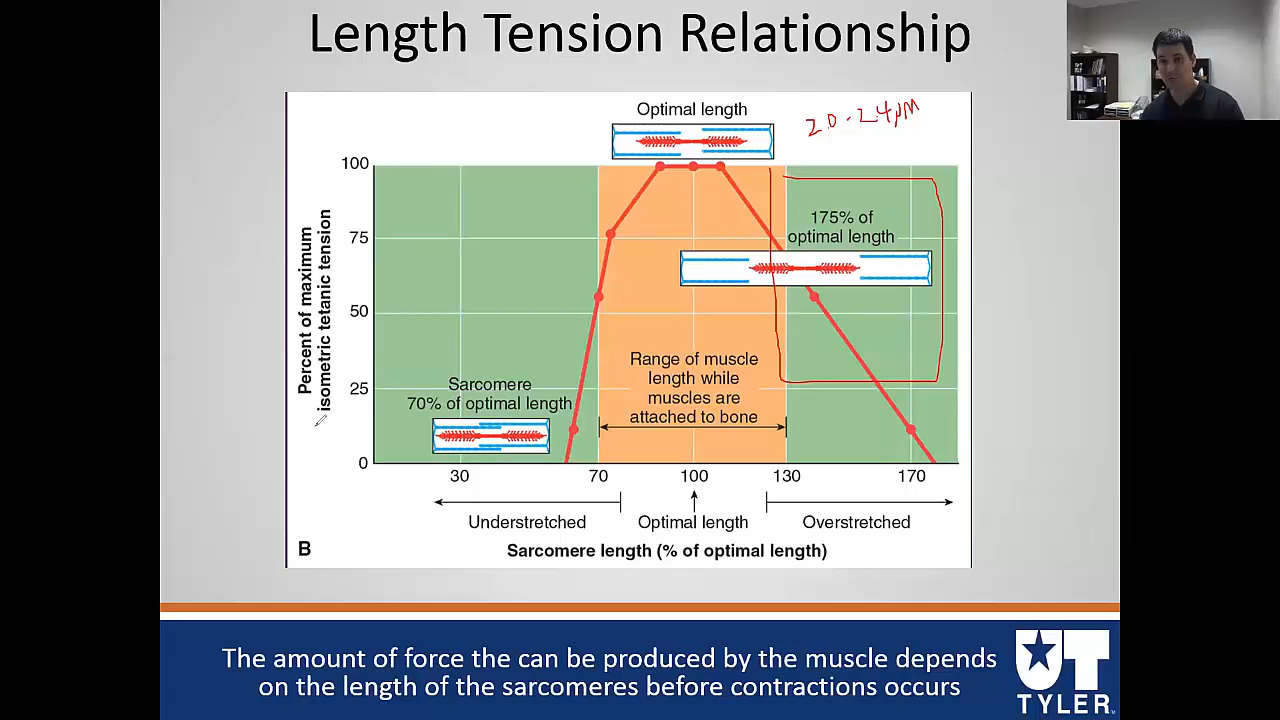 Length Tension Relationship
Optimal length
2.0-2.4µM
100
75
50
25
0
Percent of maximum
isometric tetanic tension
175% of
optimal length
Range of muscle
length while
muscles are
attached to bone
Sarcomere
70% of optimal length
30
70
100
130
170
Understretched
Optimal length
Overstretched
B
Sarcomere length (% of optimal length)
The amount of force the can be produced by the muscle depends
on the length of the sarcomeres before contractions occurs
UT
TYLER